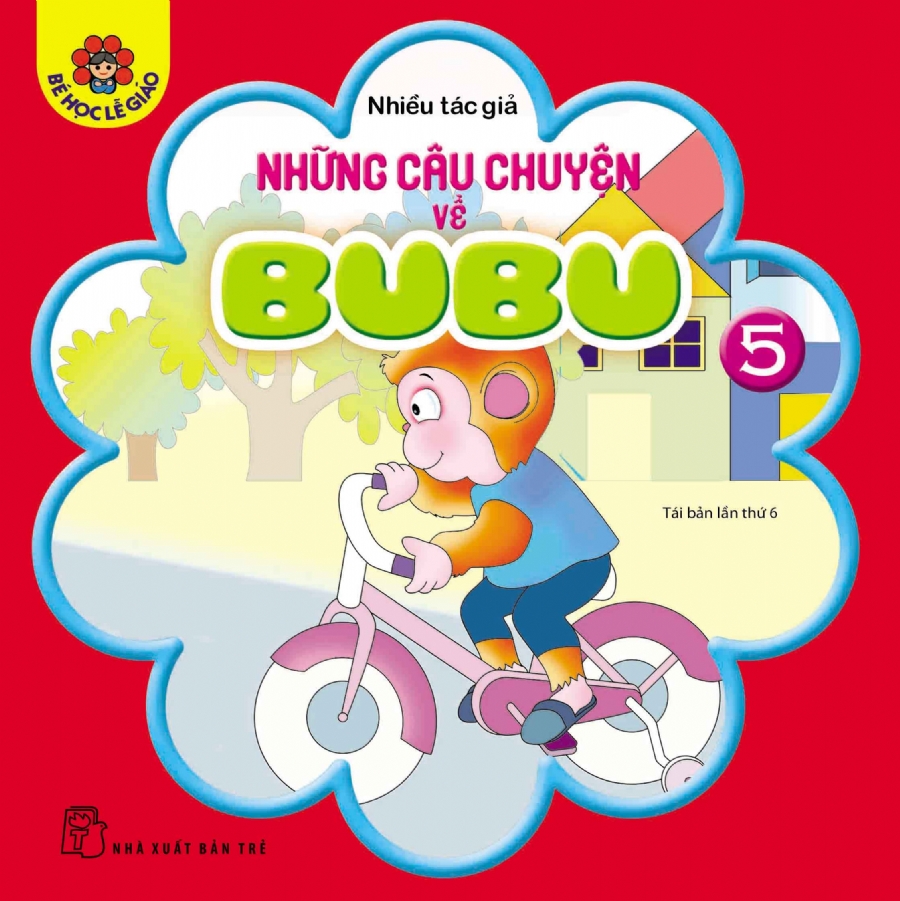 BÉ HỌC LỄ GIÁO
Nhiều tác giả
NHỮNG CÂU CHUYỆN
VỀ
BUBU
5
Tái bản lần thứ 6
T
NHÀ XUẤT BẢN TRẺ